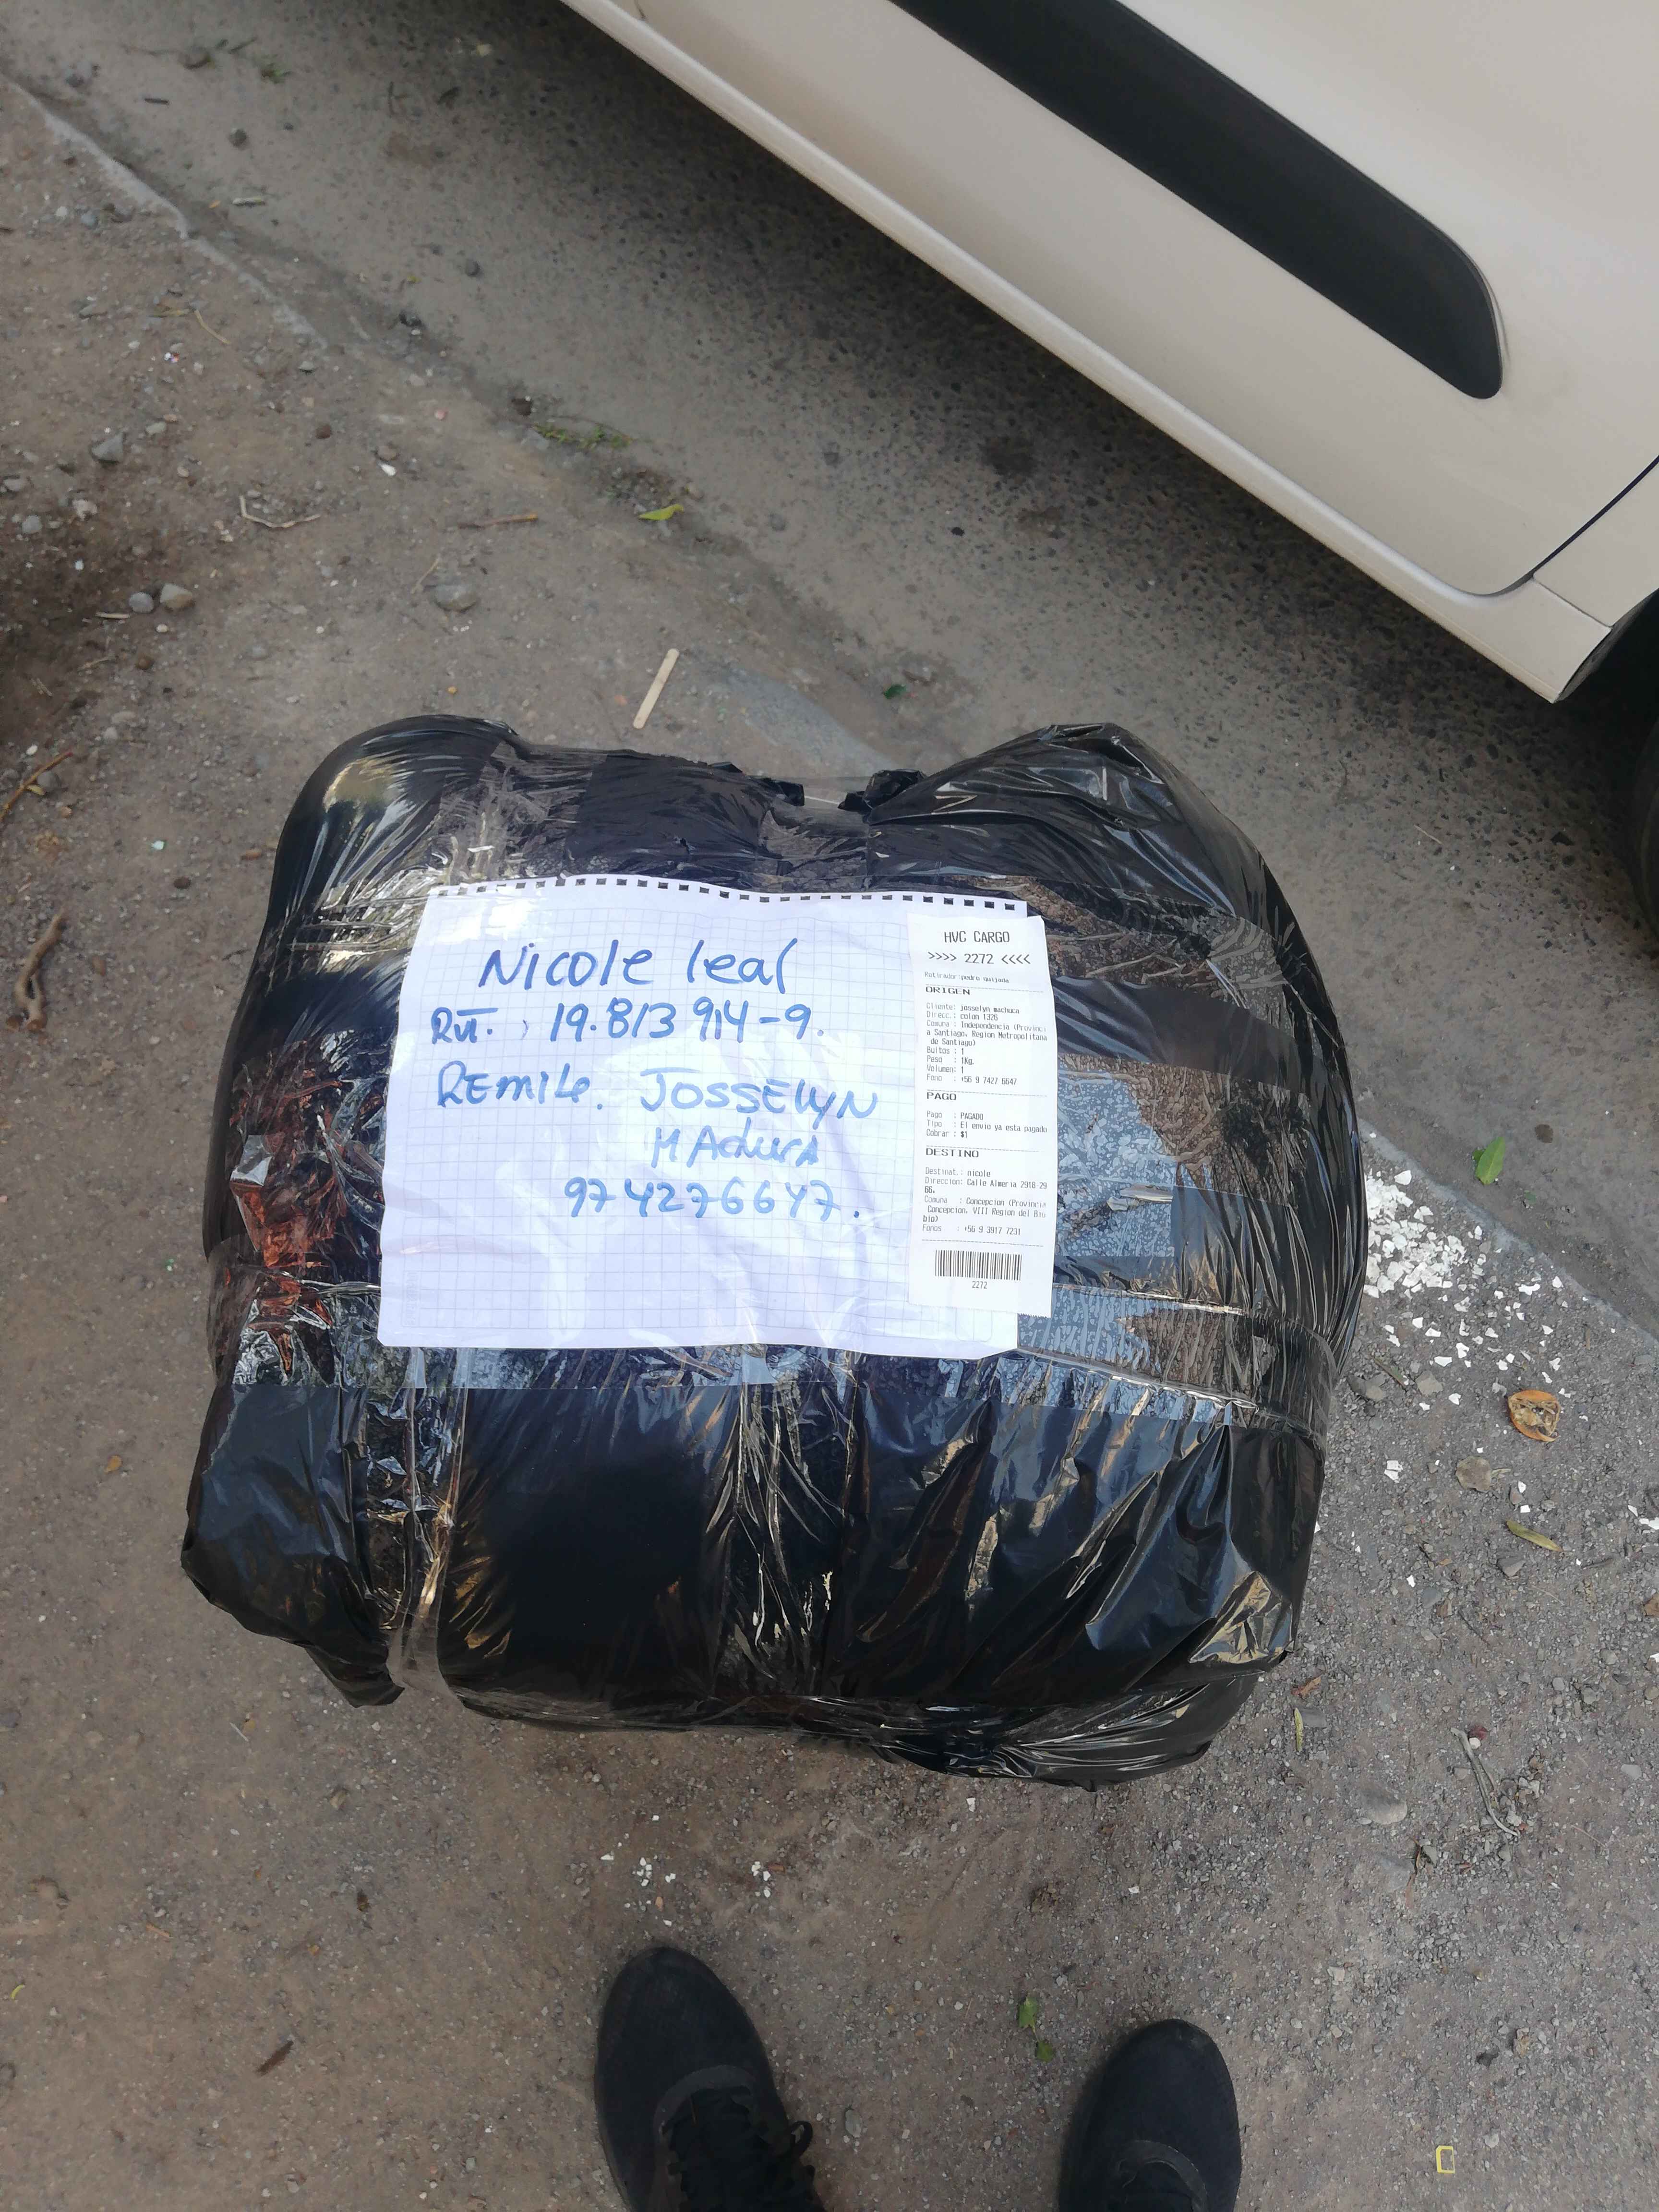 Nicole leal
Rut. , 19.813 914-9.
REmite. JOSSELYN
MAchucA
974276647.
HVC CARGO
>>>> 2272 <<<<
Retirador:pedro quijada
ORIGEN
Cliente: josselyn machuca
Direcc.: colon 1326
Comuna : Independencia (Provinci
a Santiago, Region Metropolitana
de Santiago)
Bultos : 1
Peso : 1Kg.
Volumen: 1
Fono : +56 9 7427 6647
PAGO
Pago : PAGADO
Tipo : El envio ya esta pagado
Cobrar : $1
DESTINO
Destinat.: nicole
Direccion: Calle Almeria 2918 29
66.
Comuna : Concepcion (Provincia
Concepcion, VIII Region del Bio
bio)
Fonos : +56 9 3917 7231
2272